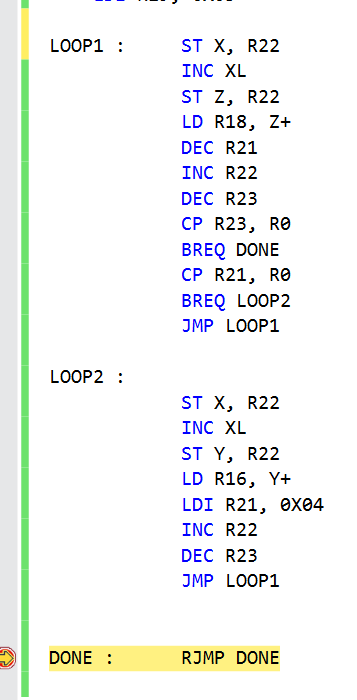 LOOP1 : ST X, R22
INC XL
ST Z, R22
LD R18, Z+
DEC R21
INC R22
DEC R23
CP R23, R0
BREQ DONE
CP R21, R0
BREQ LOOP2
JMP LOOP1
LOOP2 :
ST X, R22
INC XL
ST Y, R22
LD R16, Y+
LDI R21, 0X04
INC R22
DEC R23
JMP LOOP1
DONE : RJMP DONE